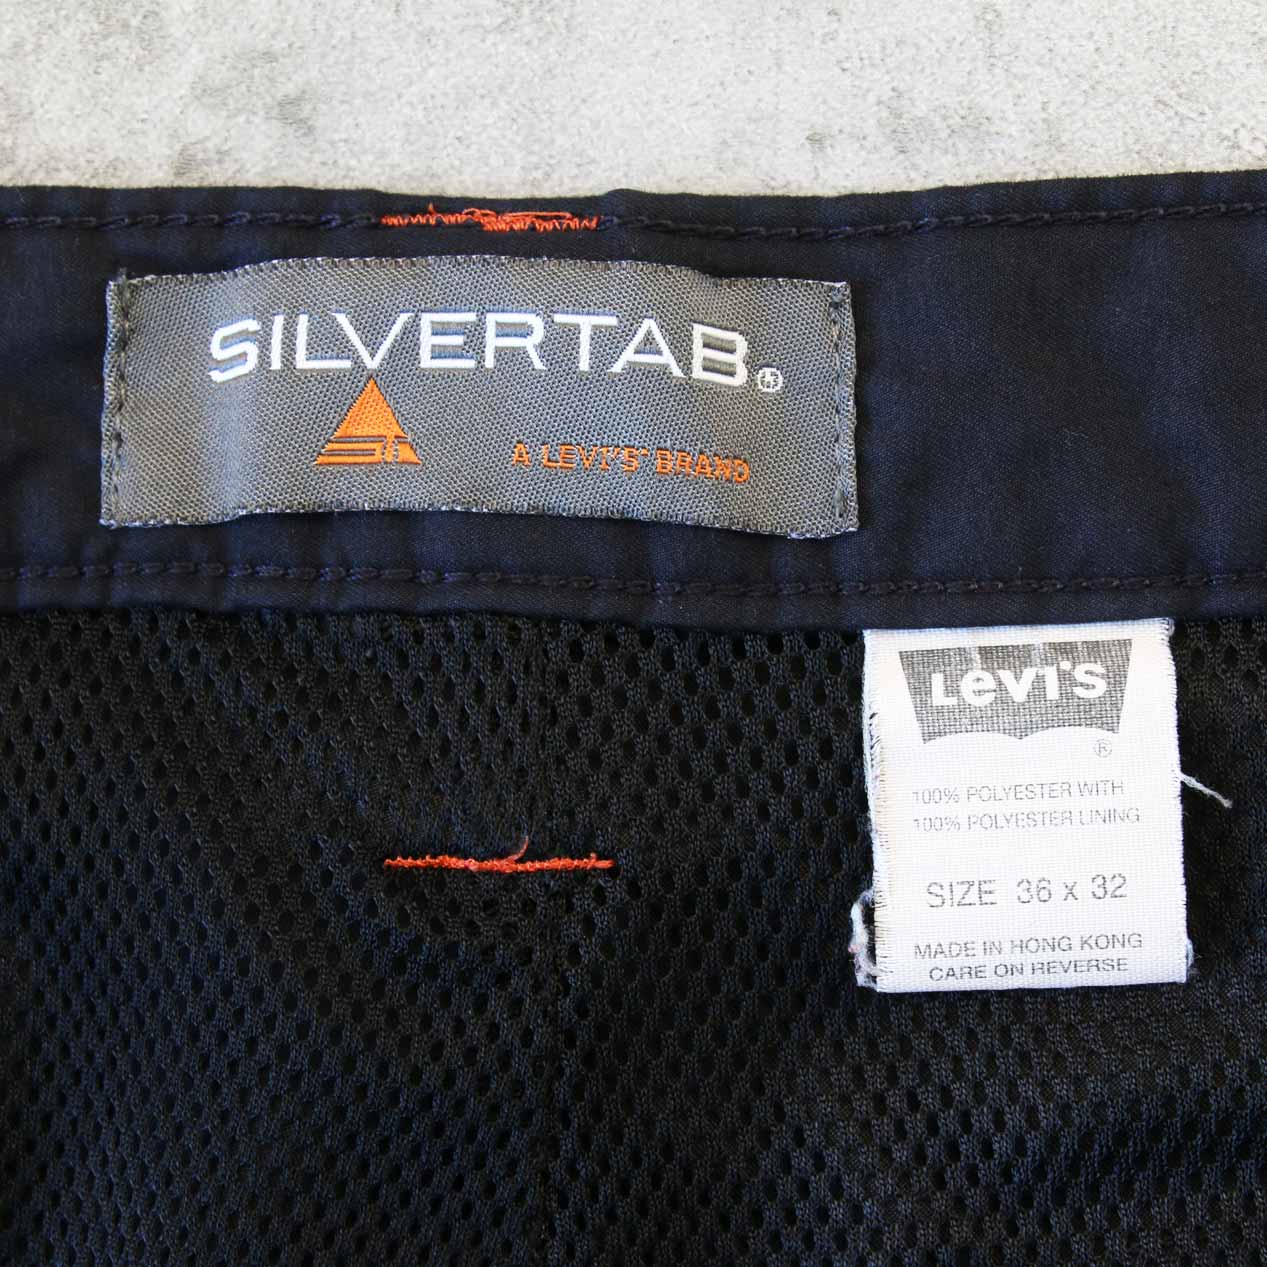 SILVERTAB®
A LEVI'S BRAND
Levi's
®
100% POLYESTER WITH
100% POLYESTER LINING
SIZE 36 x 32
MADE IN HONG KONG
CARE ON REVERSE